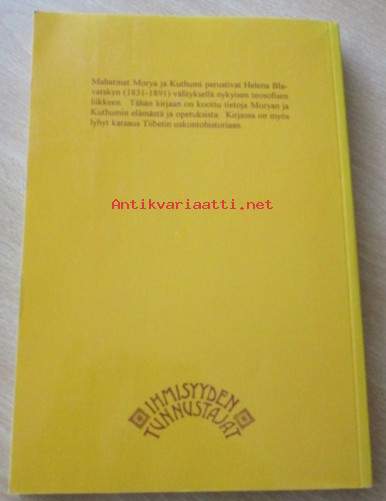 Mahatmat Morya ja Kuthumi perustivat Helena Bla-
vatskyn (1831-1891) välityksellä nykyisen teosofisen
liikkeen. Tähän kirjaan on koottu tietoja Moryan ja
Kuthumin elämästä ja opetuksista. Kirjassa on myös
lyhyt katsaus Tiibetin uskontohistoriaan.
Antikvariaatti.net
IHMISYYDEN
TUNNUSTAJAT